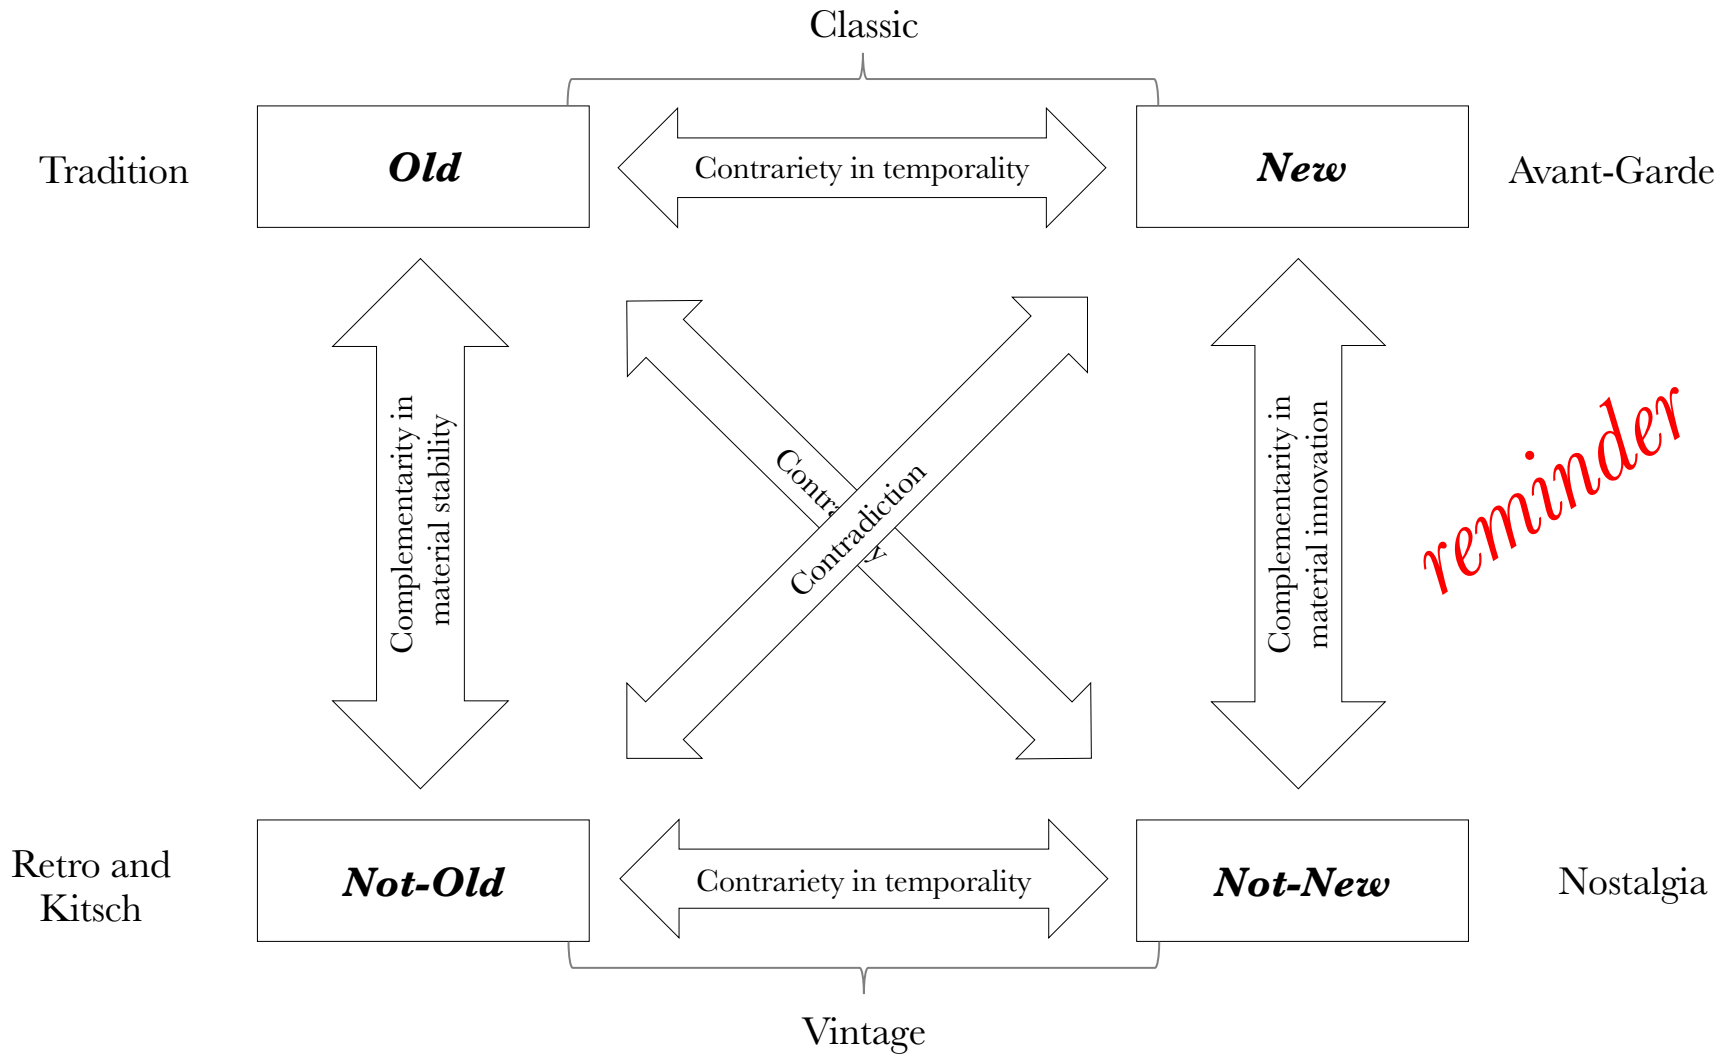 Classic
Tradition
Old
Contrariety in temporality
New
Avant-Garde
Complementarity in
material stability
Contradiction
Complementarity in
material innovation
reminder
Retro and
Kitsch
Not-Old
Contrariety in temporality
Not-New
Nostalgia
Vintage